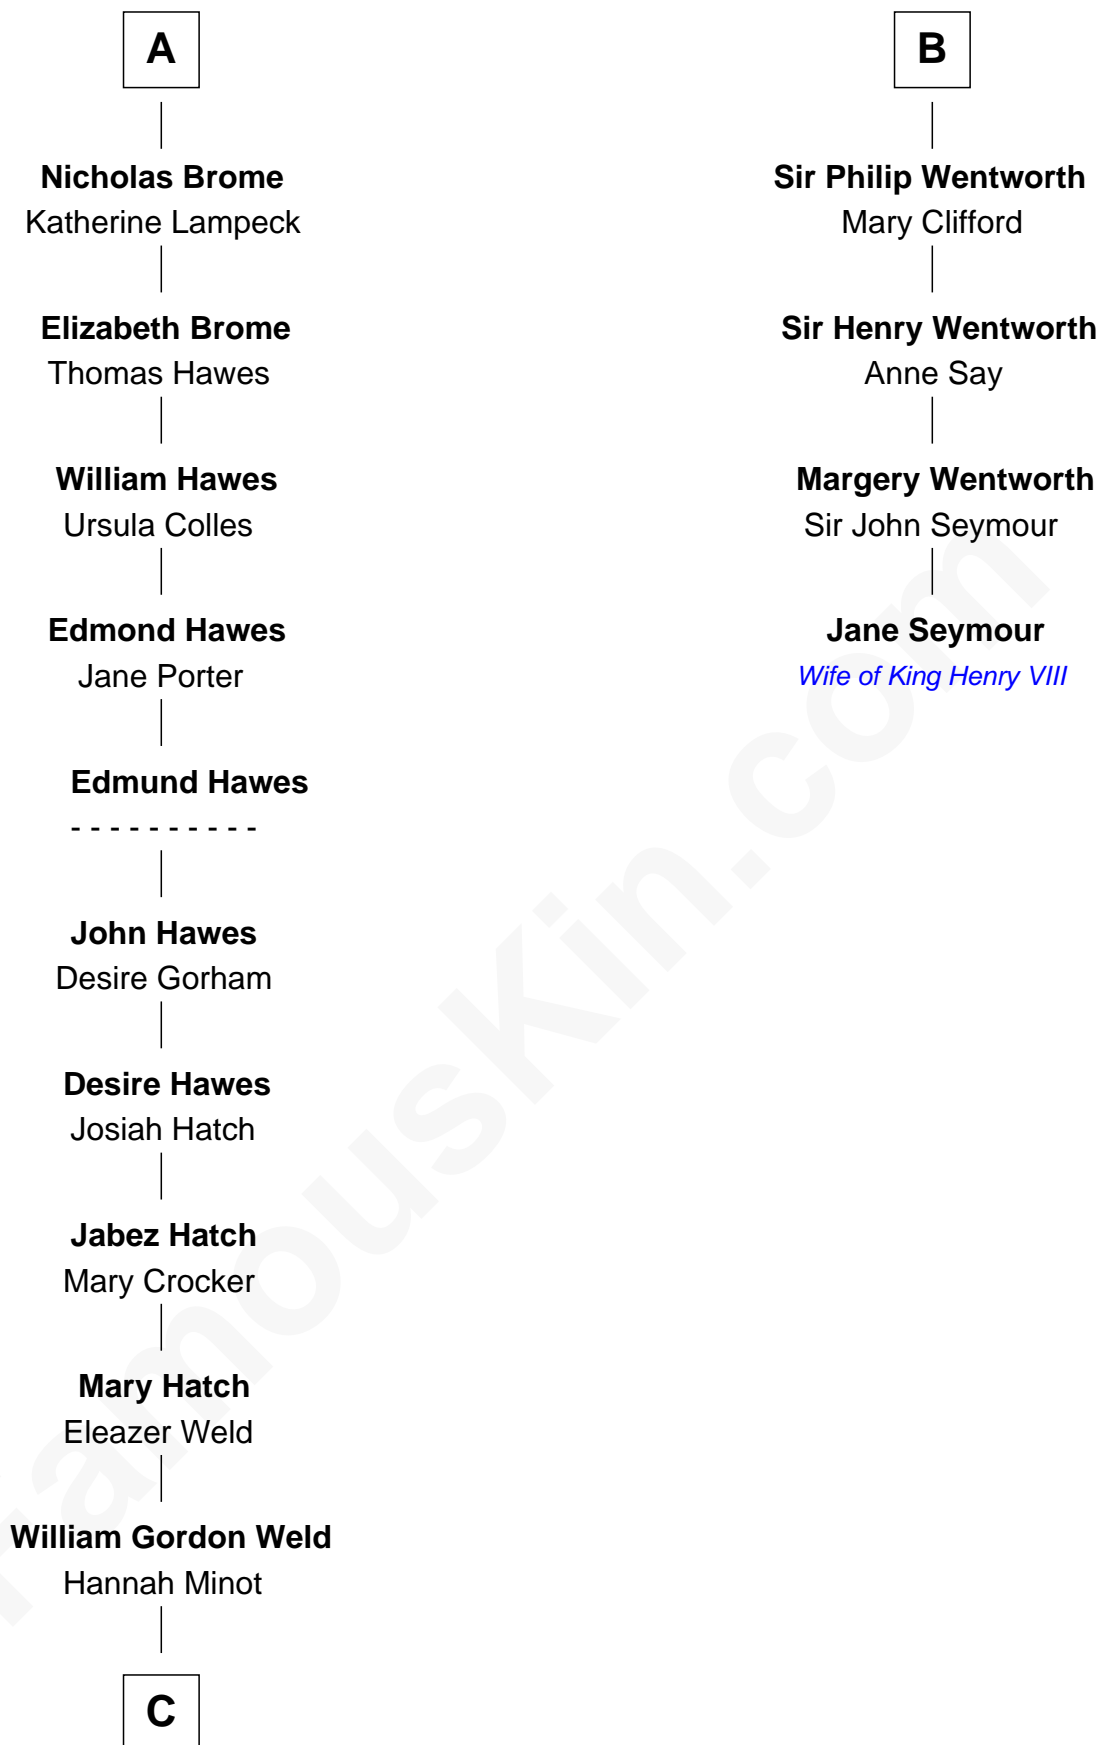 A
Nicholas Brome
Katherine Lampeck
Elizabeth Brome
Thomas Hawes
William Hawes
Ursula Colles
Edmond Hawes
Jane Porter
Edmund Hawes
- - - - - - - - - -
John Hawes
Desire Gorham
Desire Hawes
Josiah Hatch
Jabez Hatch
Mary Crocker
Mary Hatch
Eleazer Weld
William Gordon Weld
Hannah Minot
C
B
Sir Philip Wentworth
Mary Clifford
Sir Henry Wentworth
Anne Say
Margery Wentworth
Sir John Seymour
Jane Seymour
Wife of King Henry VIII
FamousKin.com